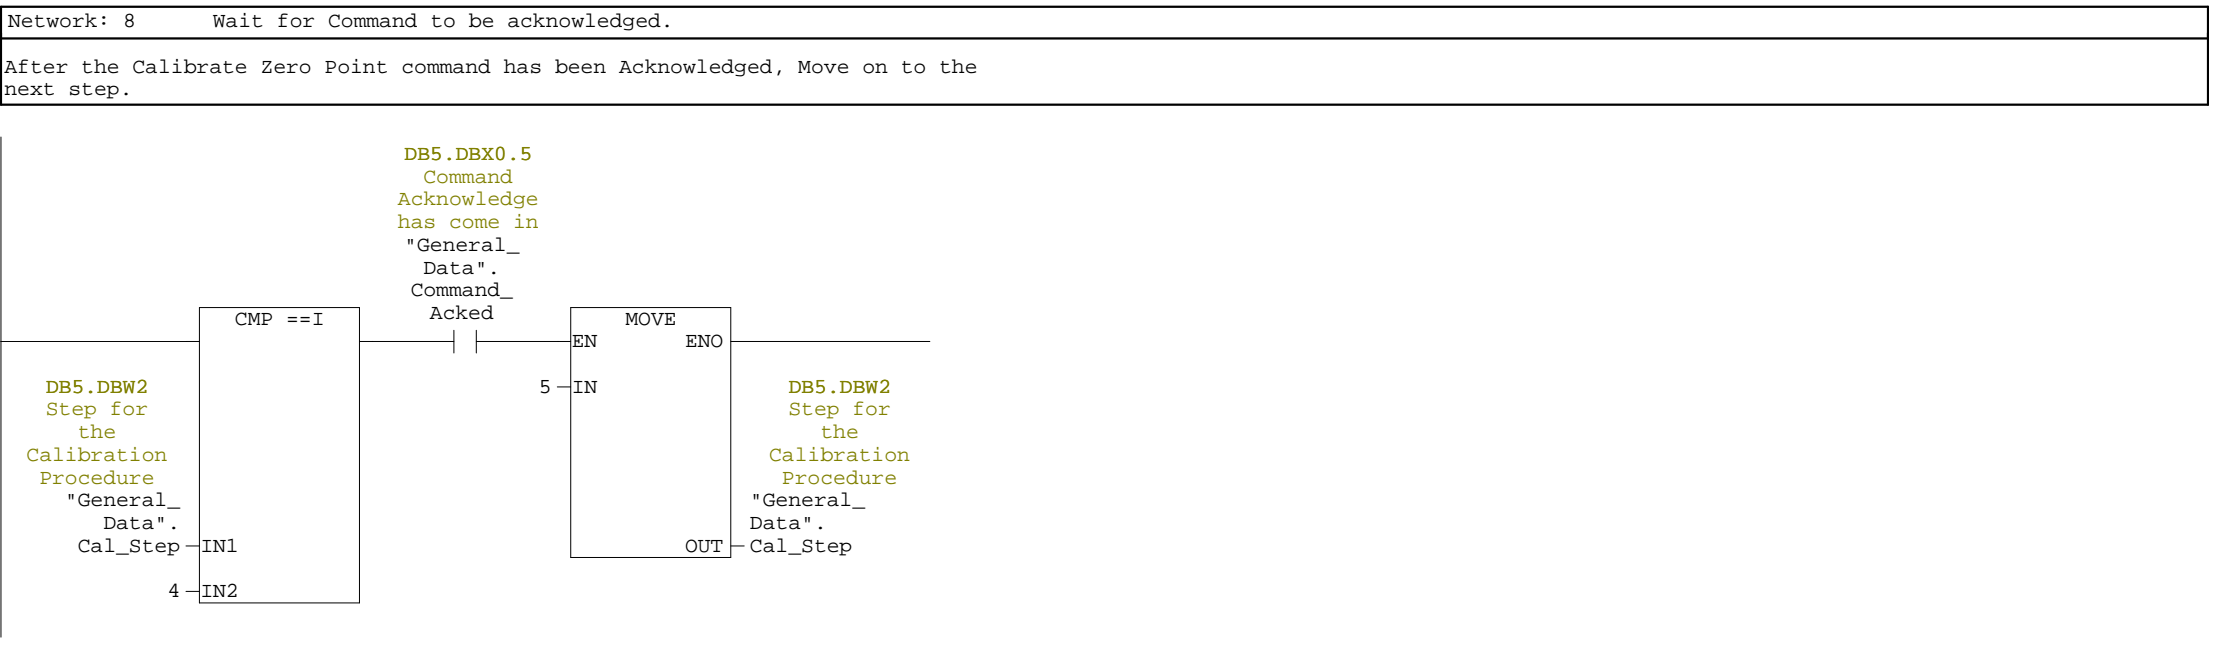 Network: 8 Wait for Command to be acknowledged.
After the Calibrate Zero Point command has been Acknowledged, Move on to the
next step.
DB5.DBX0.5
Command
Acknowledge
has come in
"General_
Data".
Command_
Acked
CMP ==I
MOVE
EN ENO
DB5.DBW2
Step for
the
Calibration
Procedure
"General_
Data".
Cal_Step
IN1
4
IN2
5
IN
DB5.DBW2
Step for
the
Calibration
Procedure
"General_
Data".
OUT
Cal_Step